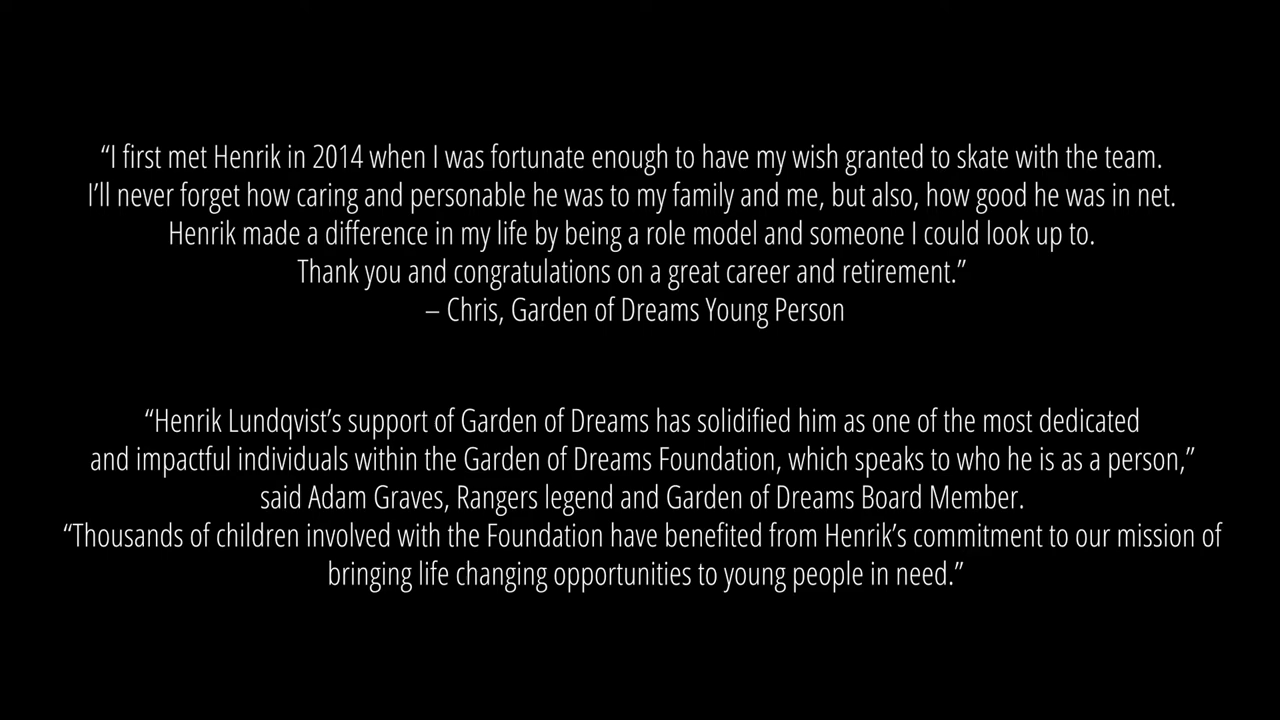 “I first met Henrik in 2014 when I was fortunate enough to have my wish granted to skate with the team.
I’ll never forget how caring and personable he was to my family and me, but also, how good he was in net.
Henrik made a difference in my life by being a role model and someone I could look up to.
Thank you and congratulations on a great career and retirement.”
– Chris, Garden of Dreams Young Person
“Henrik Lundqvist’s support of Garden of Dreams has solidified him as one of the most dedicated
and impactful individuals within the Garden of Dreams Foundation, which speaks to who he is as a person,”
said Adam Graves, Rangers legend and Garden of Dreams Board Member.
“Thousands of children involved with the Foundation have benefited from Henrik’s commitment to our mission of
bringing life changing opportunities to young people in need.”